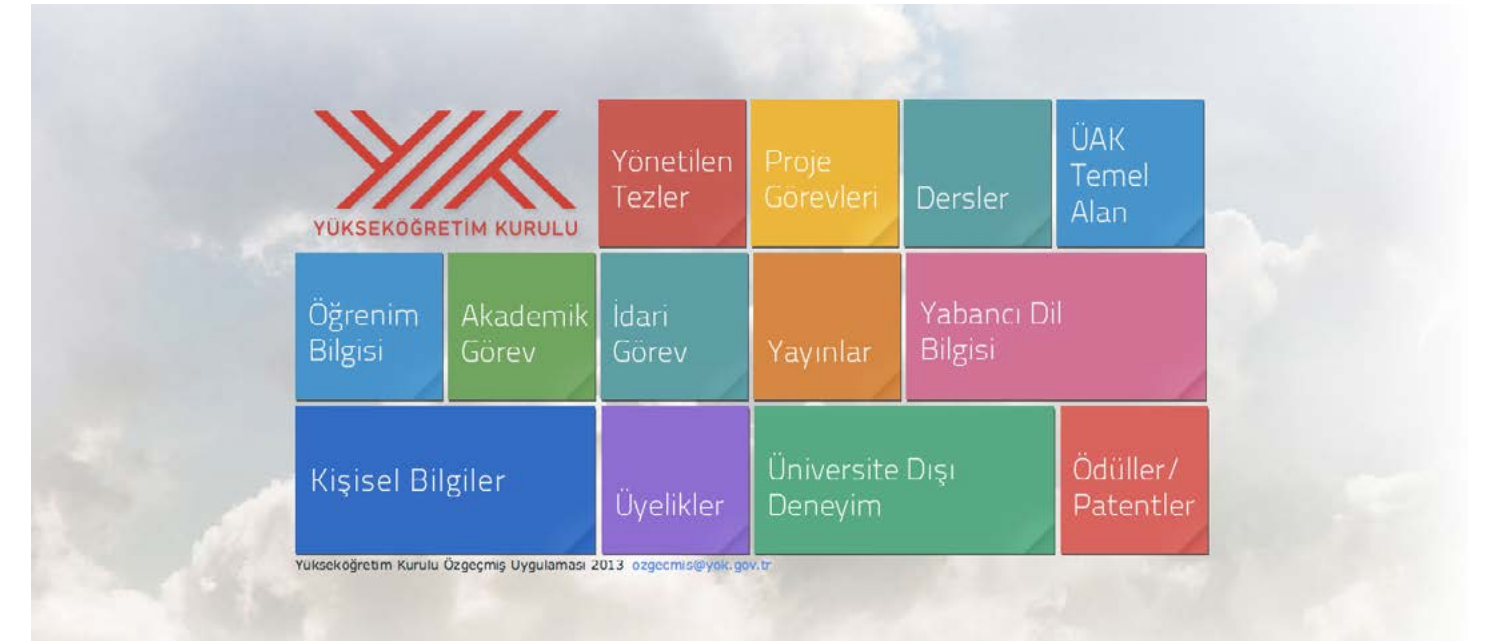 YÜKSEKÖĞRETİM KURULU
Yönetilen
Tezler
Proje
Görevleri
Dersler
ÜAK
Temel
Alan
Öğrenim
Bilgisi
Akademik
Görev
İdari
Görev
Yayınlar
Yabancı Dil
Bilgisi
Kişisel Bilgiler
Üyelikler
Üniversite Dışı
Deneyim
Ödüller/
Patentler
Yükseköğretim Kurulu Özgeçmiş Uygulaması 2013 ozgecmis@yok.gov.tr